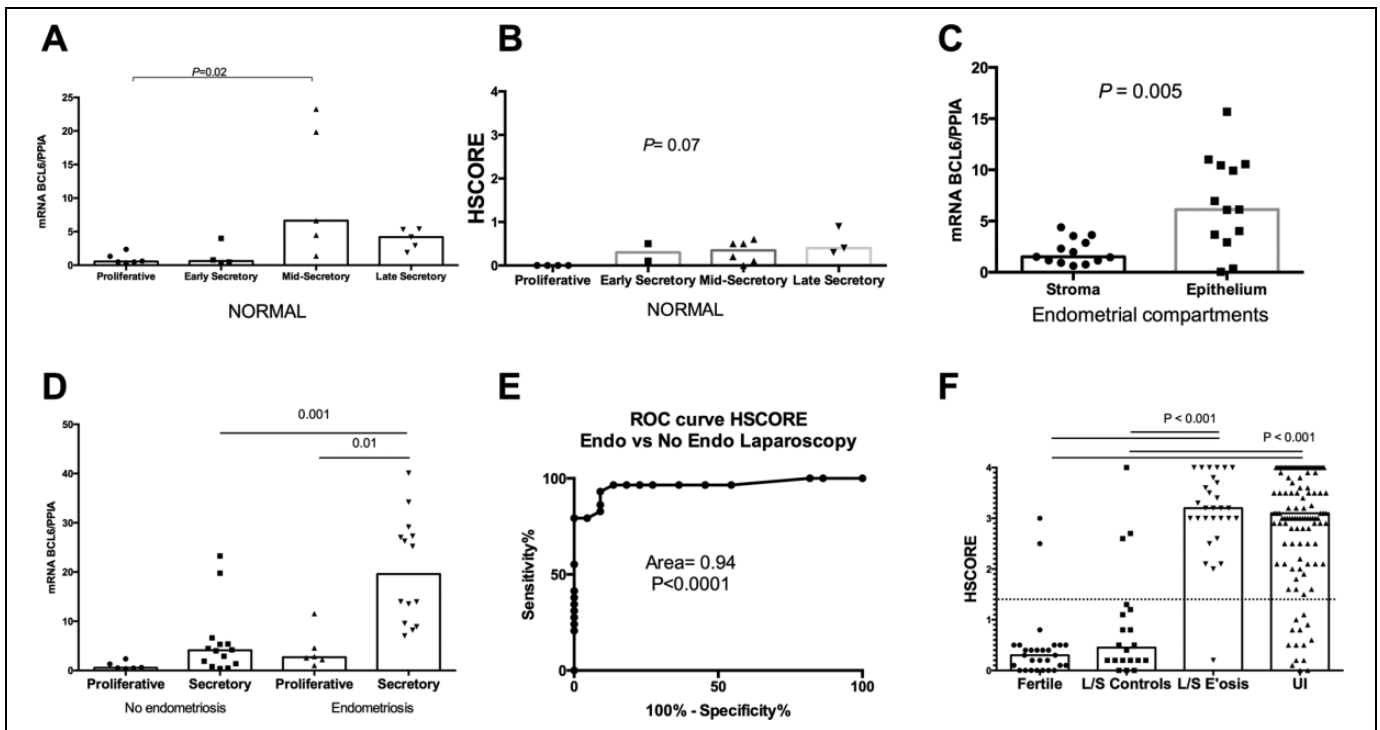 A
P=0.02
25
20
15
10
5
0
mRNA BCL6/PPIA
Proliferative Early Secretory Mid-Secretory Late Secretory
NORMAL
B
4
3
2
1
0
HSCORE
P= 0.07
Proliferative Early Secretory Mid-Secretory Late Secretory
NORMAL
C
20
15
10
5
0
mRNA BCL6/PPIA
P = 0.005
Stroma Epithelium
Endometrial compartments
D
0.001
0.01
50
40
30
20
10
0
mRNA BCL6/PPIA
Proliferative Secretory Proliferative Secretory
No endometriosis Endometriosis
E
ROC curve HSCORE
Endo vs No Endo Laparoscopy
100
50
0
Sensitivity%
Area= 0.94
P<0.0001
0 50 100
100% - Specificity%
F
P < 0.001
P < 0.001
4
3
2
1
0
HSCORE
Fertile L/S Controls L/S E'osis UI